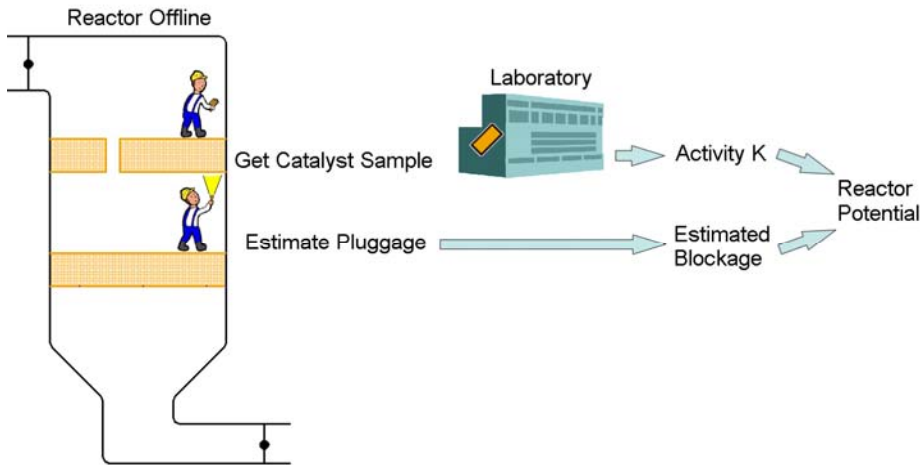 Reactor Offline
Laboratory
Get Catalyst Sample
Activity K
Reactor
Potential
Estimate Pluggage
Estimated
Blockage